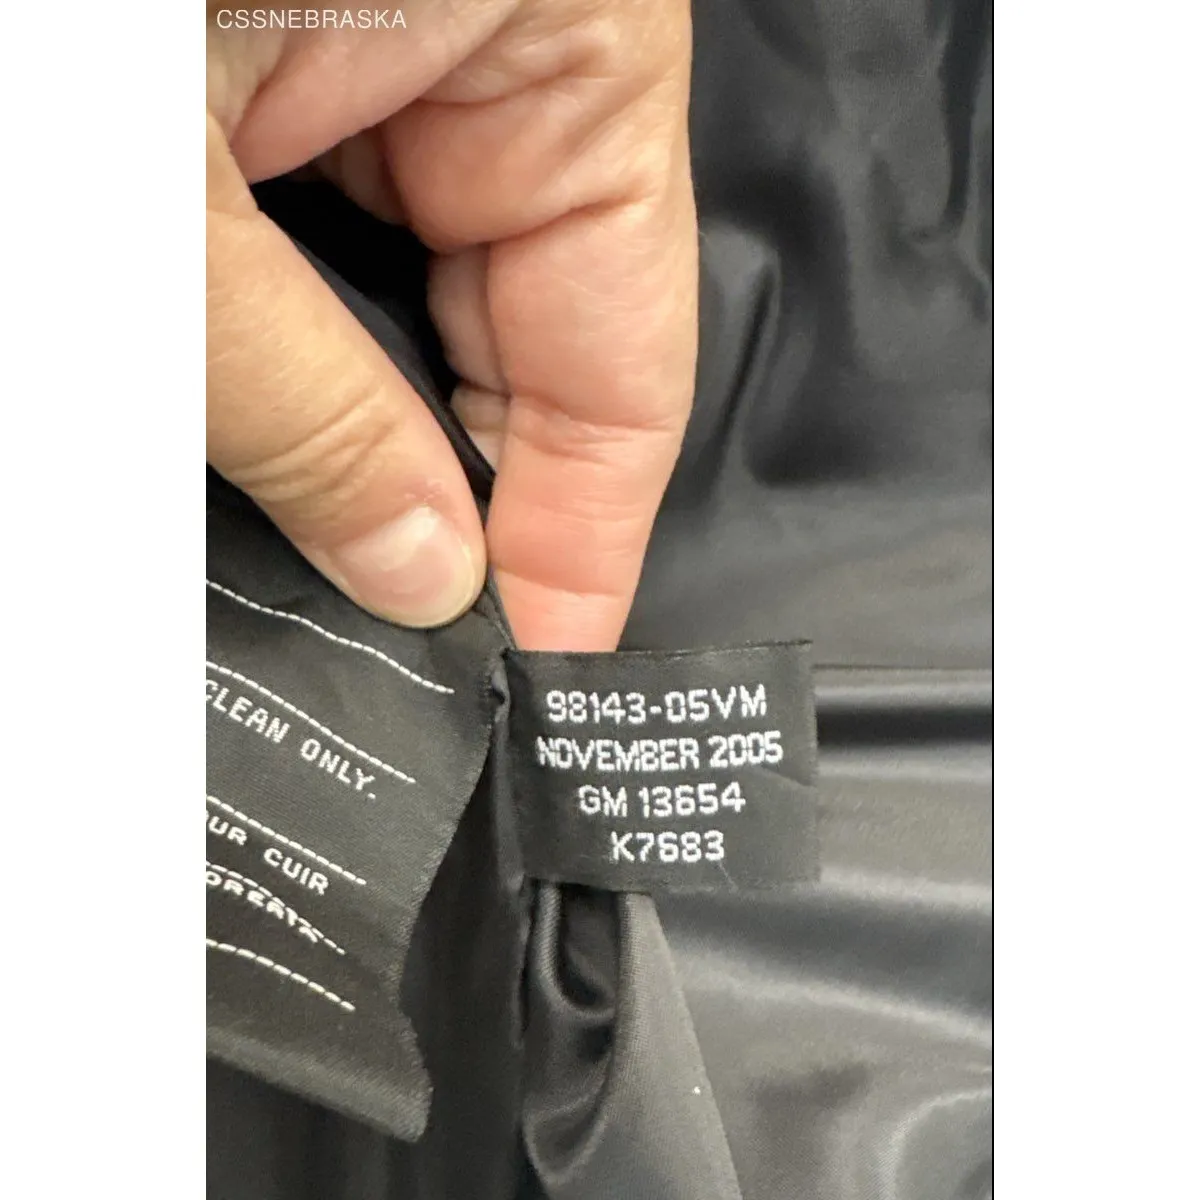 CSSNEBRASKA
CLEAN ONLY.
UR CUIR
98143-05VM
NOVEMBER 2005
GM 13654
K7683